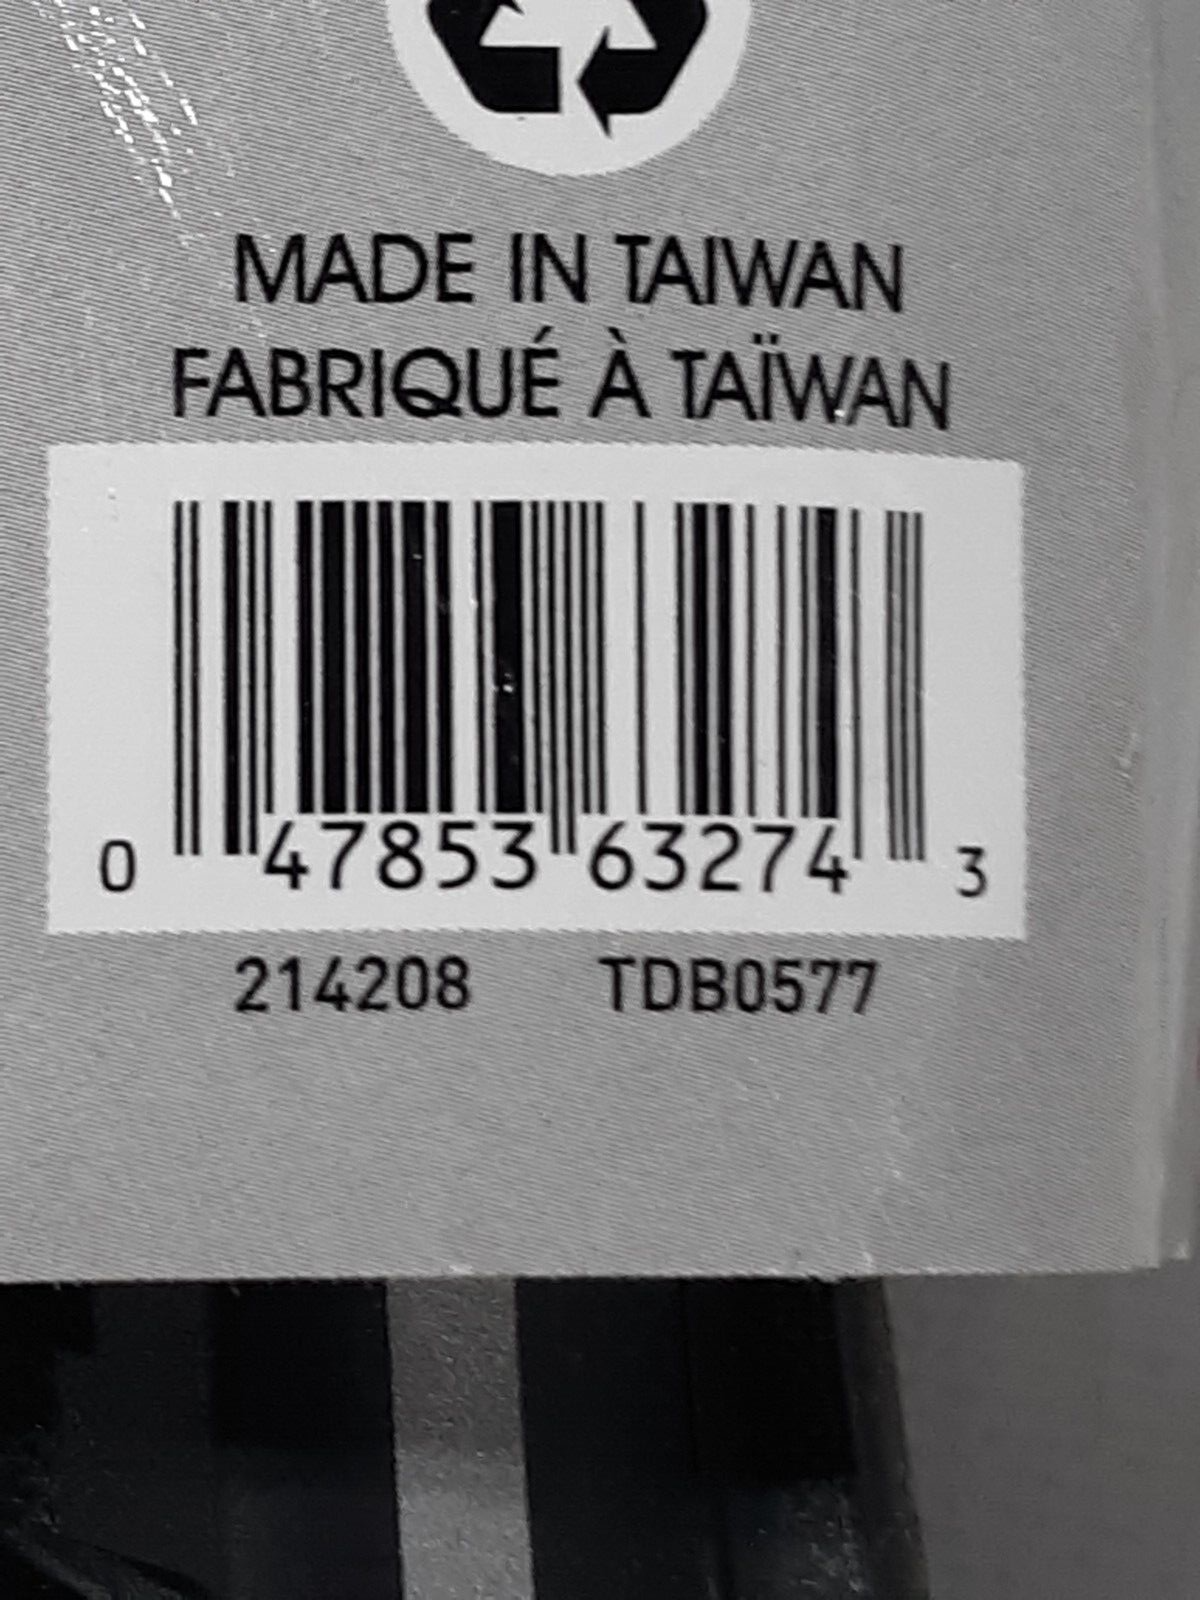 MADE IN TAIWAN
FABRIQUÉ À TAÏWAN
0 47853 63274 3
214208 TDB0577